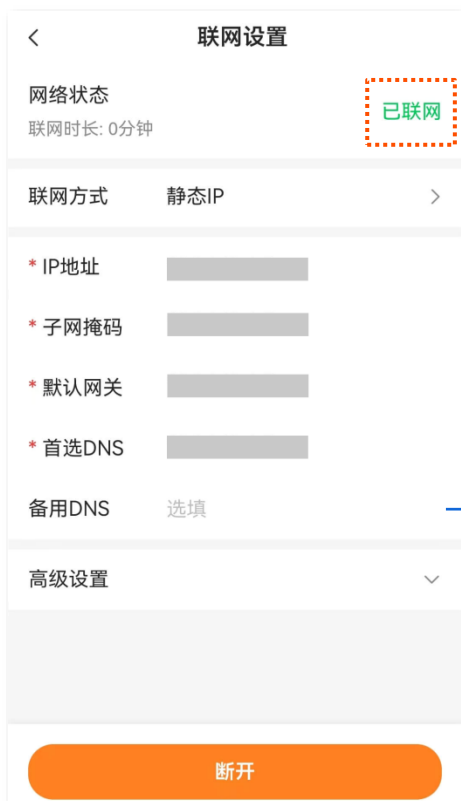 联网设置
网络状态
已联网
联网时长: 0分钟
联网方式 静态IP
* IP地址
* 子网掩码
* 默认网关
* 首选DNS
备用DNS 选填
高级设置
断开